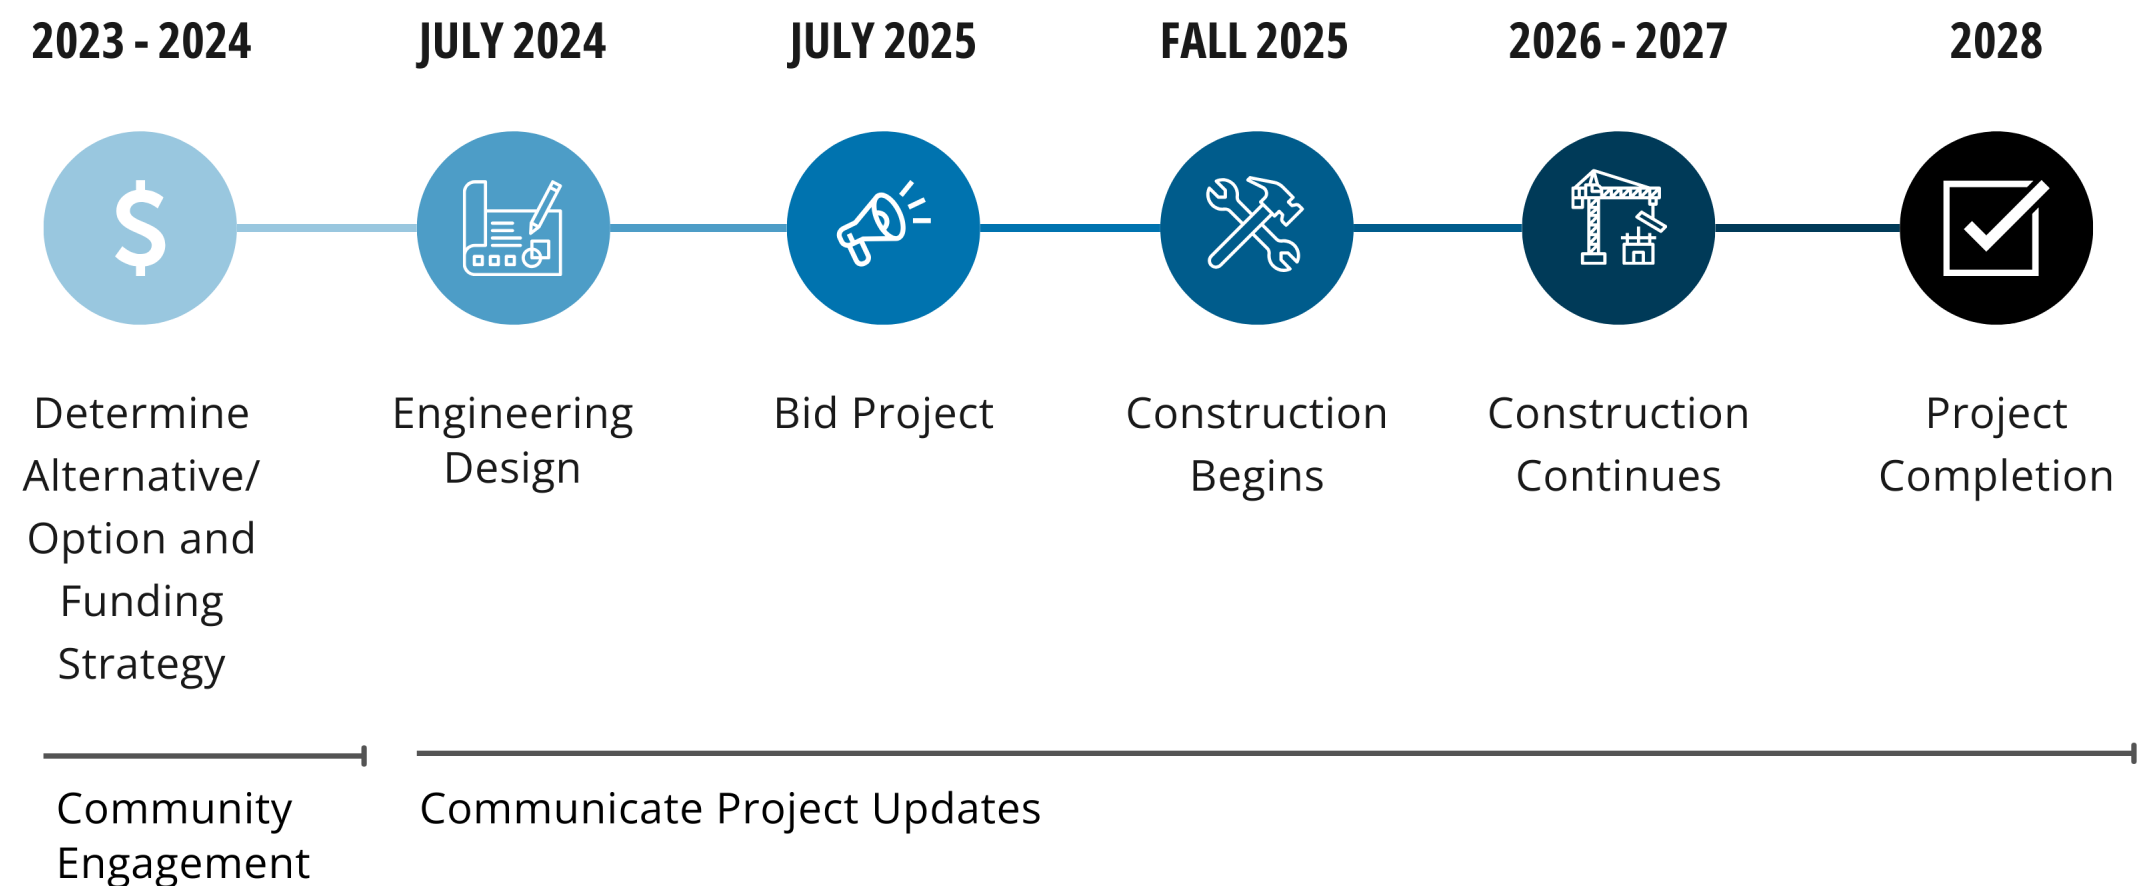 2023 - 2024
JULY 2024
JULY 2025
FALL 2025
2026 - 2027
2028
$
Determine
Alternative/
Option and
Funding
Strategy
Engineering
Design
Bid Project
Construction
Begins
Construction
Continues
Project
Completion
Community
Engagement
Communicate Project Updates